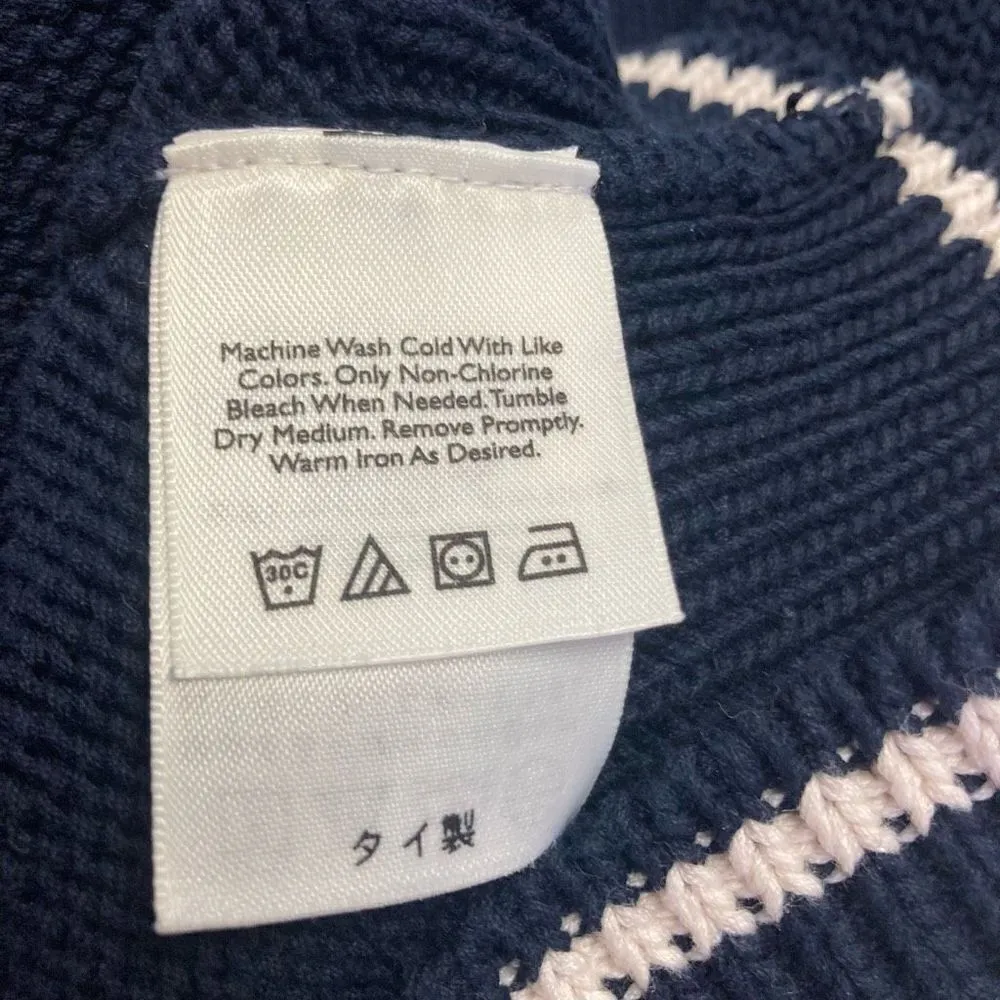 Machine Wash Cold With Like
Colors. Only Non-Chlorine
Bleach When Needed. Tumble
Dry Medium. Remove Promptly.
Warm Iron As Desired.
30C
タイ製